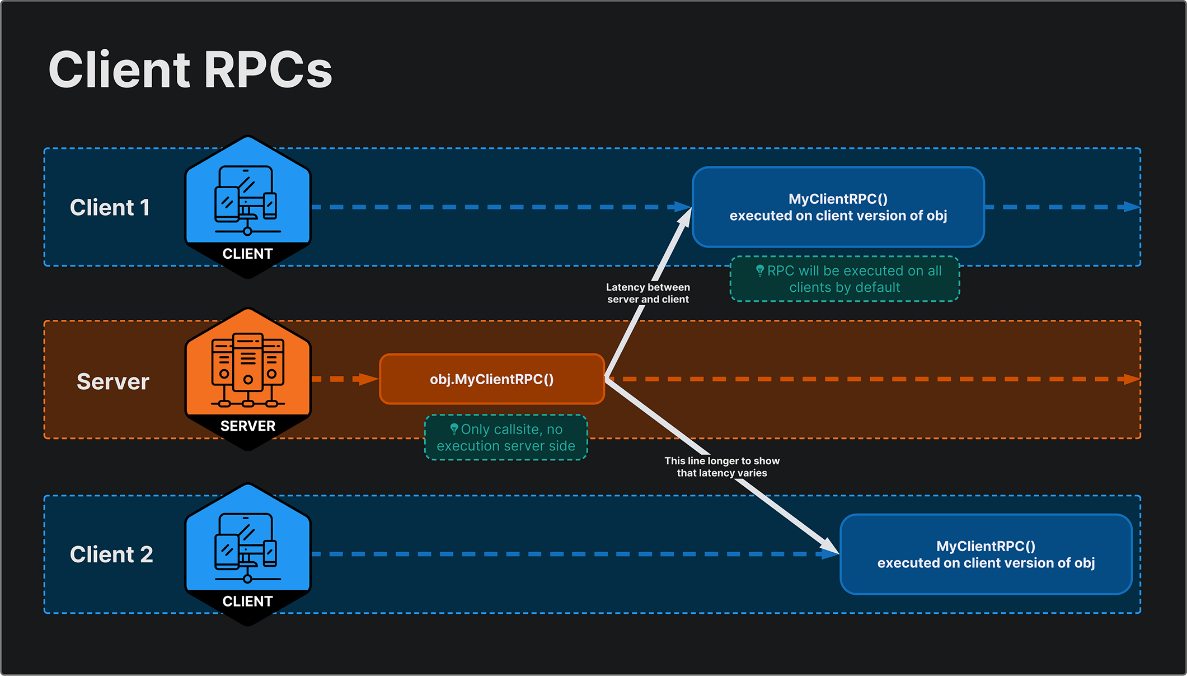 Client RPCs
Client 1
CLIENT
MyClientRPC()
executed on client version of obj
RPC will be executed on all
clients by default
Latency between
server and client
Server
SERVER
obj.MyClientRPC()
Only callsite, no
execution server side
This line longer to show
that latency varies
Client 2
CLIENT
MyClientRPC()
executed on client version of obj